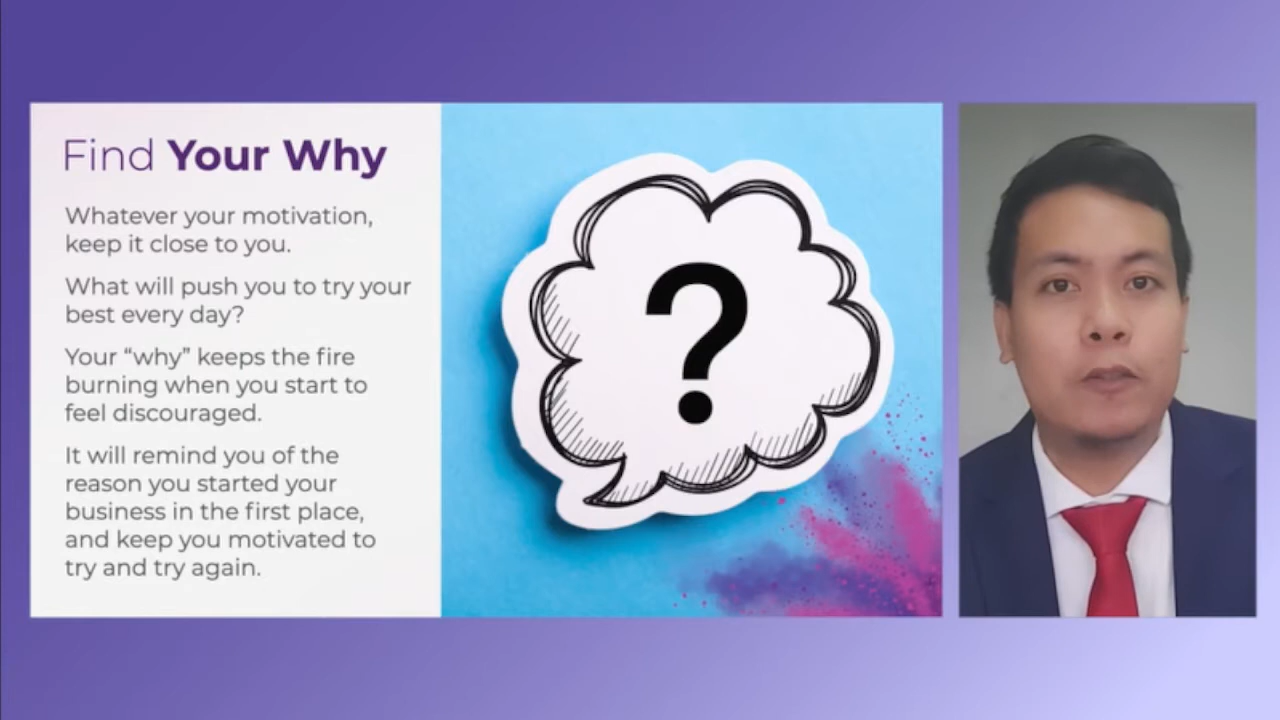 Find Your Why
Whatever your motivation,
keep it close to you.
What will push you to try your
best every day?
Your “why” keeps the fire
burning when you start to
feel discouraged.
It will remind you of the
reason you started your
business in the first place,
and keep you motivated to
try and try again.
?